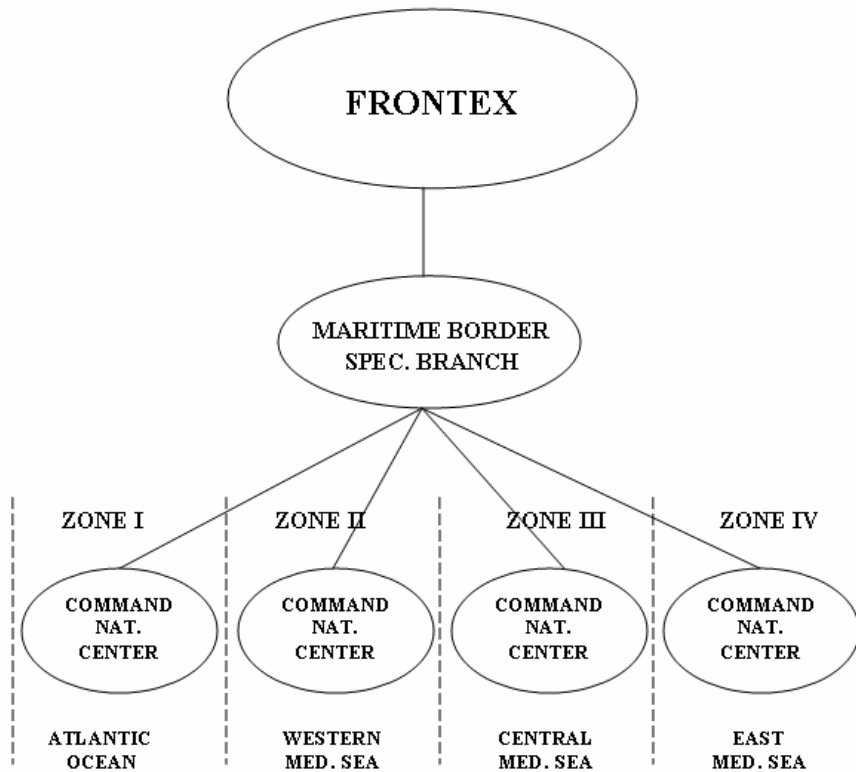 FRONTEX
MARITIME BORDER
SPEC. BRANCH
ZONE I
ZONE II
ZONE III
ZONE IV
COMMAND
NAT.
CENTER
COMMAND
NAT.
CENTER
COMMAND
NAT.
CENTER
COMMAND
NAT.
CENTER
ATLANTIC
OCEAN
WESTERN
MED. SEA
CENTRAL
MED. SEA
EAST
MED. SEA